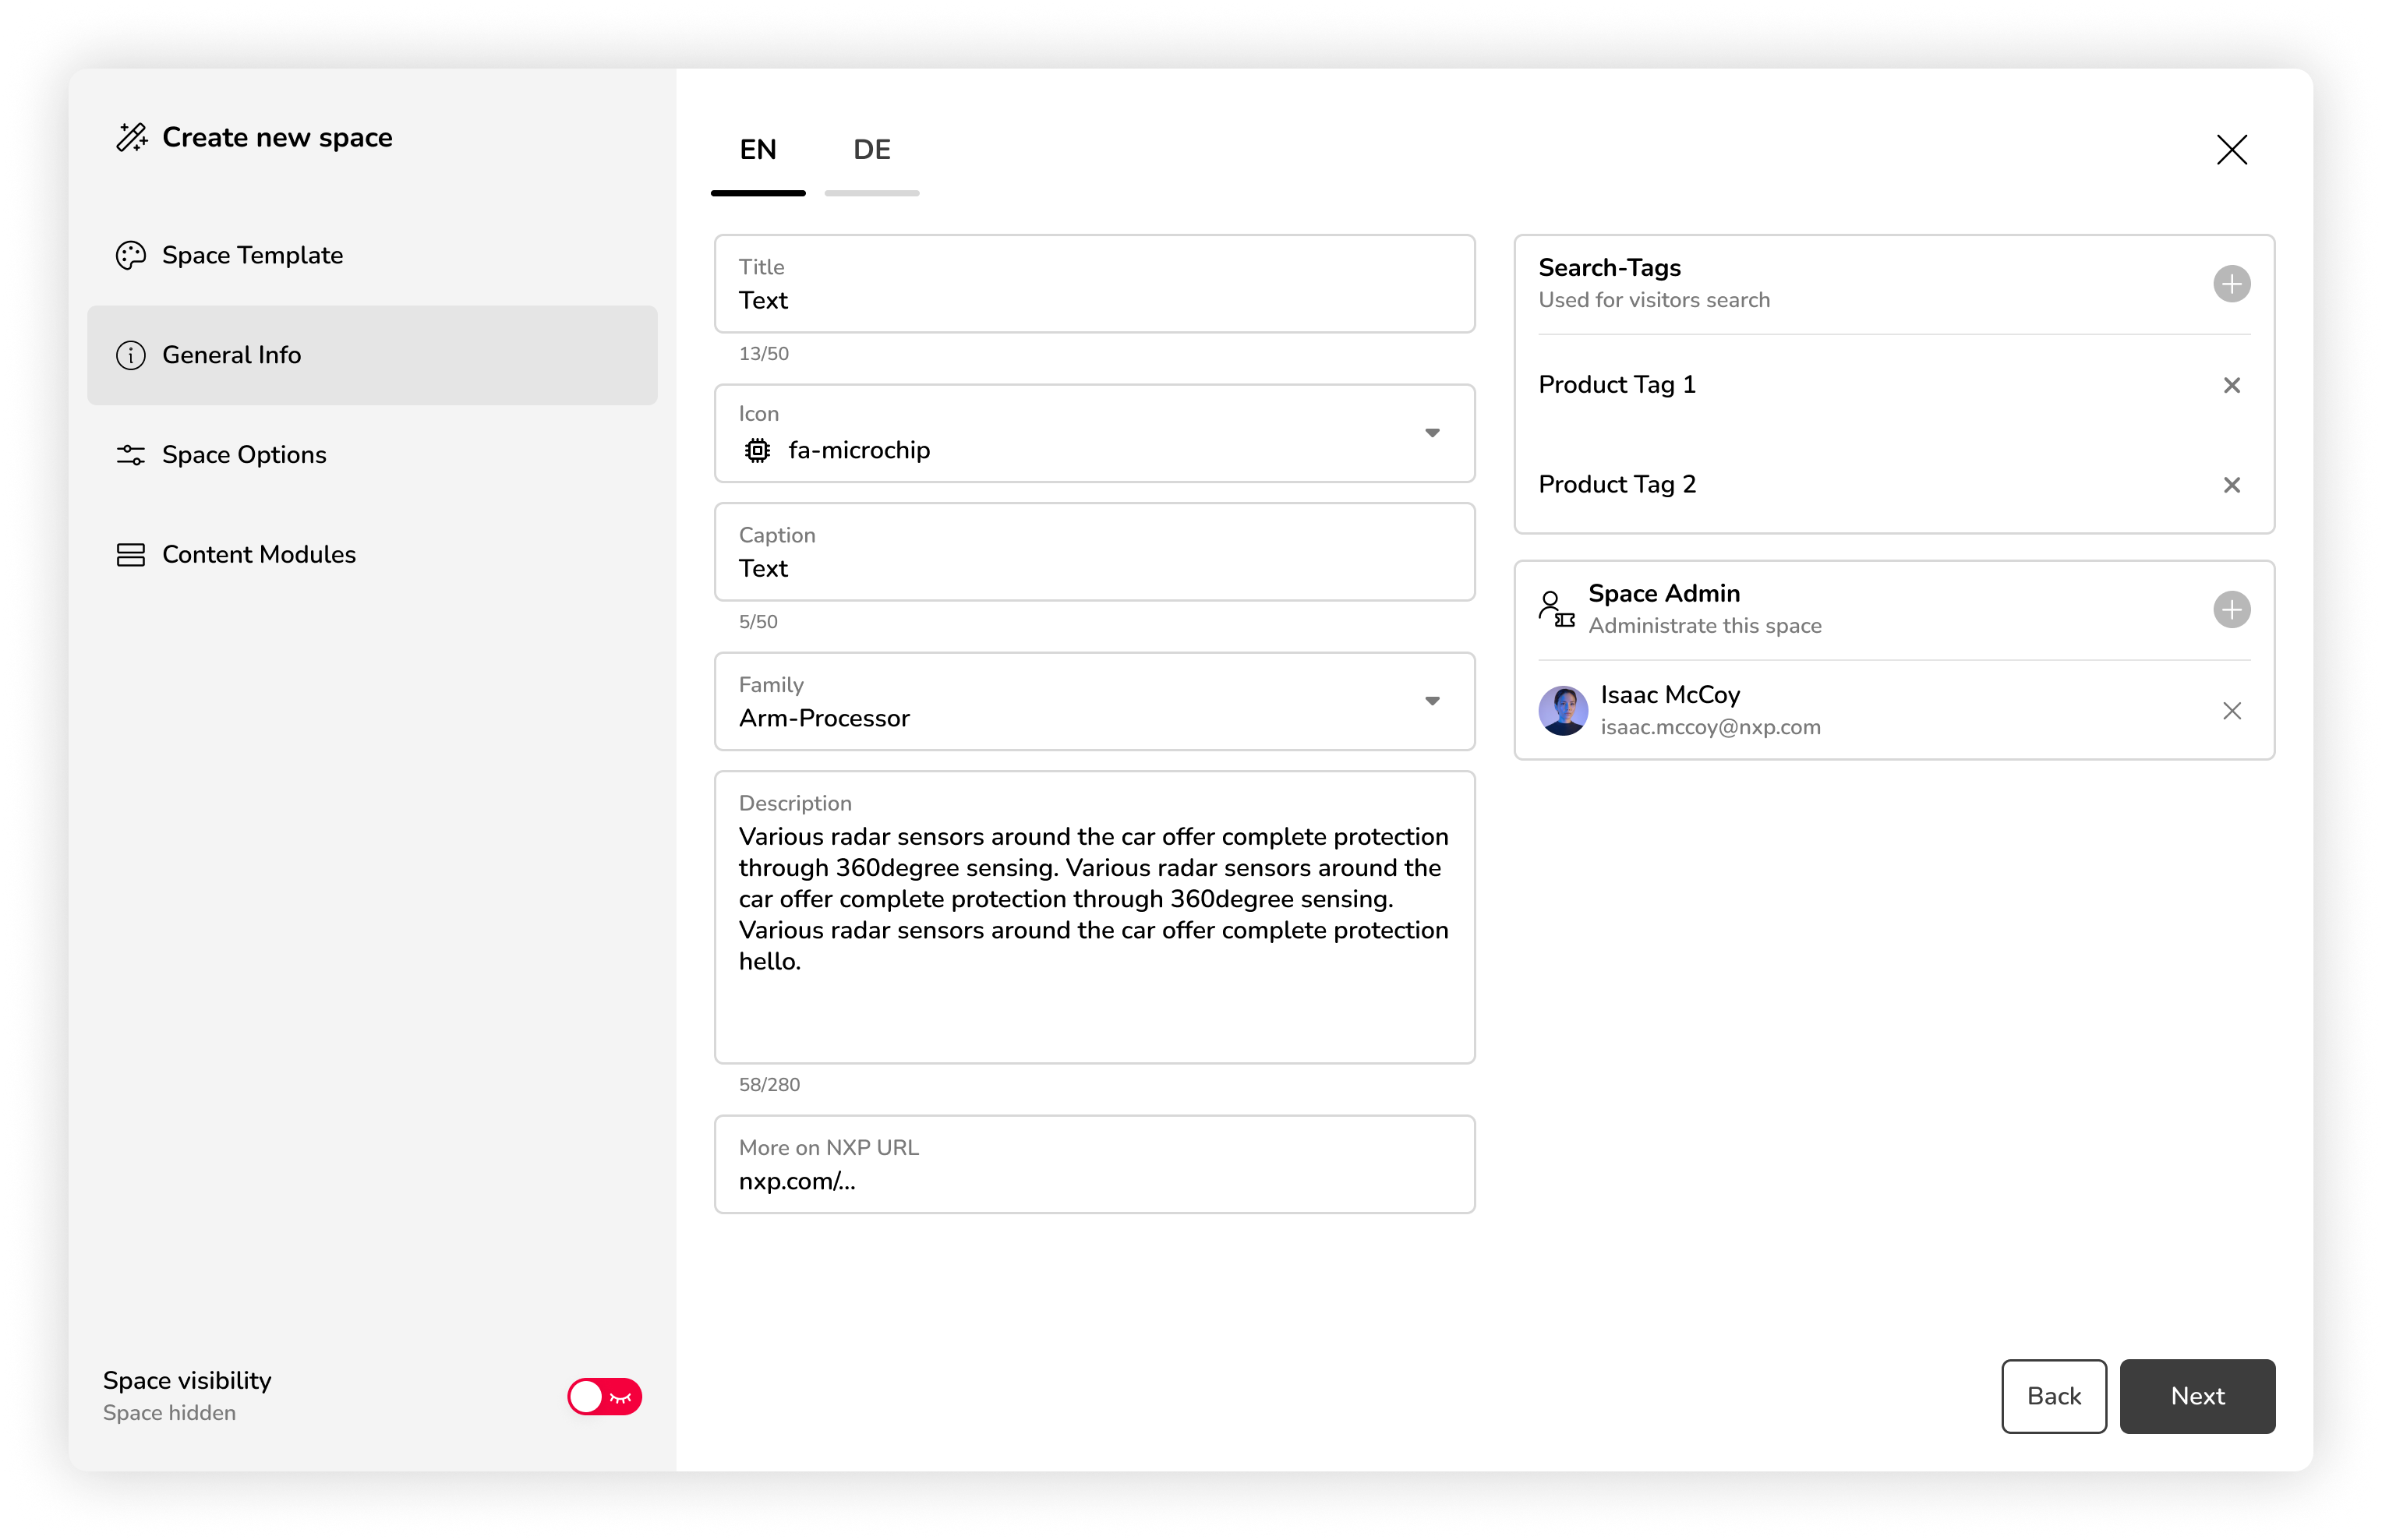 Create new space
Space Template
General Info
Space Options
Content Modules
Space visibility
Space hidden
EN
DE
Title
Text
13/50
Icon
fa-microchip
Caption
Text
5/50
Family
Arm-Processor
Description
Various radar sensors around the car offer complete protection
through 360degree sensing. Various radar sensors around the
car offer complete protection through 360degree sensing.
Various radar sensors around the car offer complete protection
hello.
58/280
More on NXP URL
nxp.com/...
Search-Tags
Used for visitors search
Product Tag 1
Product Tag 2
Space Admin
Administrate this space
Isaac McCoy
isaac.mccoy@nxp.com
Back
Next